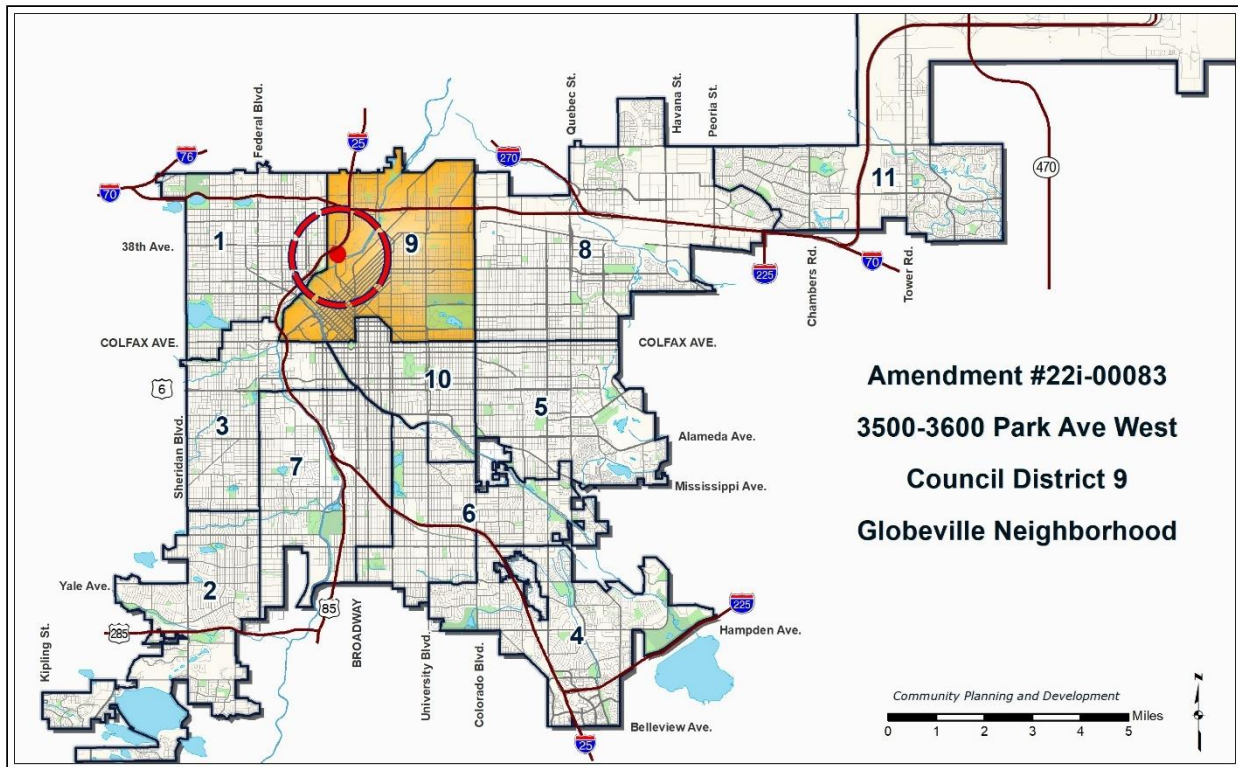 Federal Blvd.
Quebec St.
Havana St.
Peoria St.
25
76
270
70
470
11
1
9
8
38th Ave.
225
70
Chambers Rd.
Tower Rd.
COLFAX AVE.
COLFAX AVE.
6
10
Amendment #22i-00083
3500-3600 Park Ave West
Council District 9
Globeville Neighborhood
3
5
Sheridan Blvd.
Alameda Ave.
7
Mississippi Ave.
6
Yale Ave.
2
85
225
285
BROADWAY
University Blvd.
Colorado Blvd.
4
Hampden Ave.
Kipling St.
Belleview Ave.
25
Community Planning and Development
Miles
0 1 2 3 4 5
N